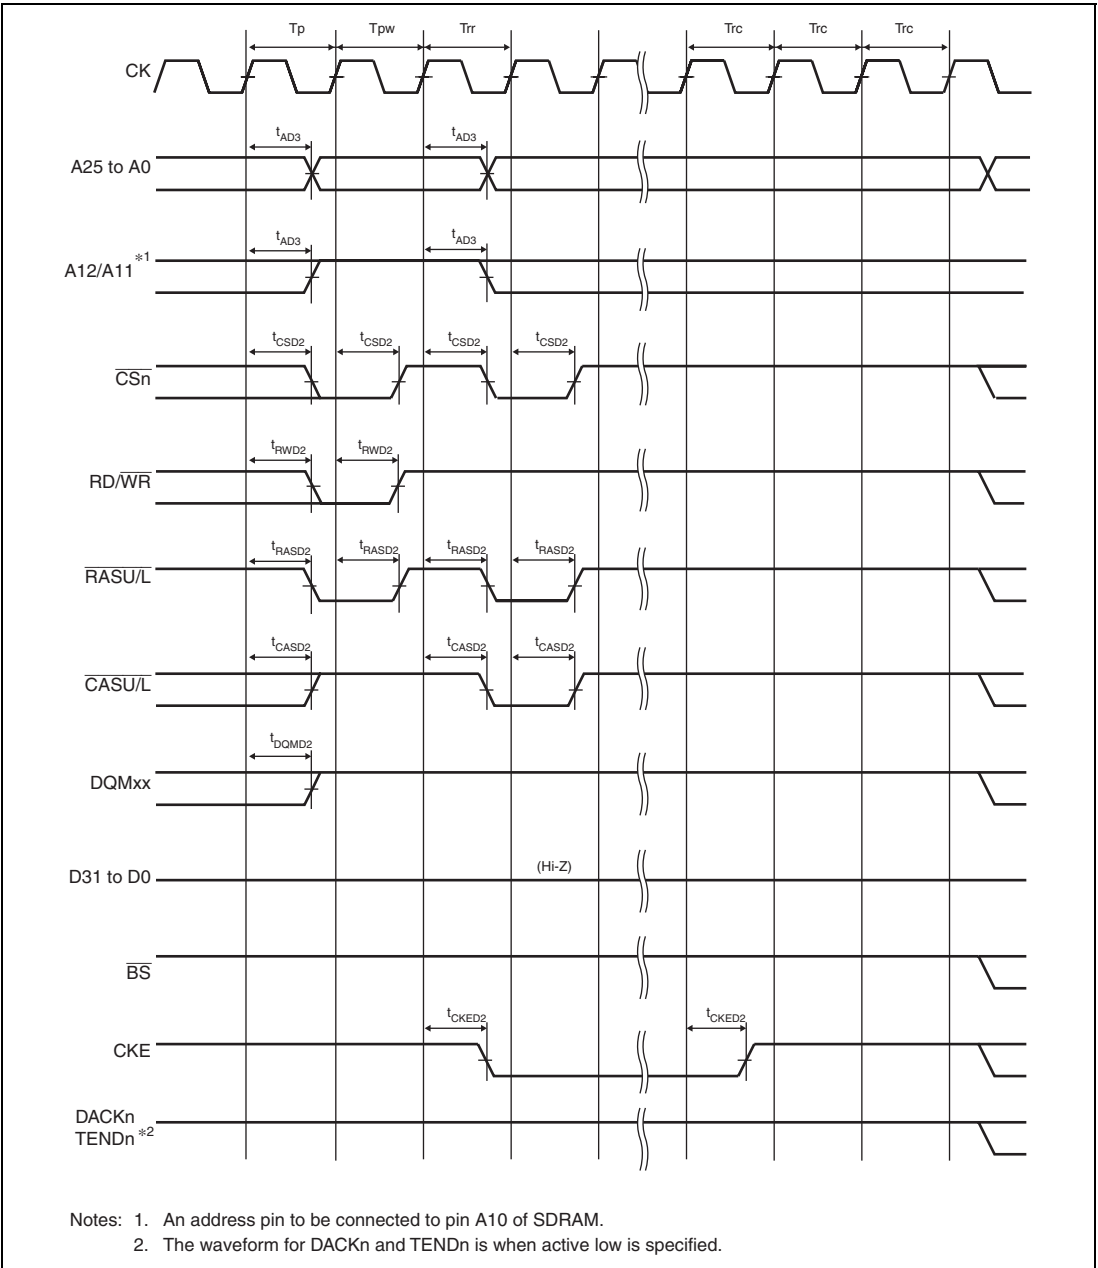 Tp Tpw Trr Trc Trc Trc
CK
tAD3 tAD3
A25 to A0
tAD3 tAD3
A12/A11 *1
tCSD2 tCSD2 tCSD2 tCSD2
CSn
tRWD2 tRWD2
RD/WR
tRASD2 tRASD2 tRASD2 tRASD2
RASU/L
tCASD2 tCASD2 tCASD2
CASU/L
tDQMD2
DQMxx
(Hi-Z)
D31 to D0
BS
tCKED2 tCKED2
CKE
DACKn
TENDn *2
Notes: 1. An address pin to be connected to pin A10 of SDRAM.
2. The waveform for DACKn and TENDn is when active low is specified.